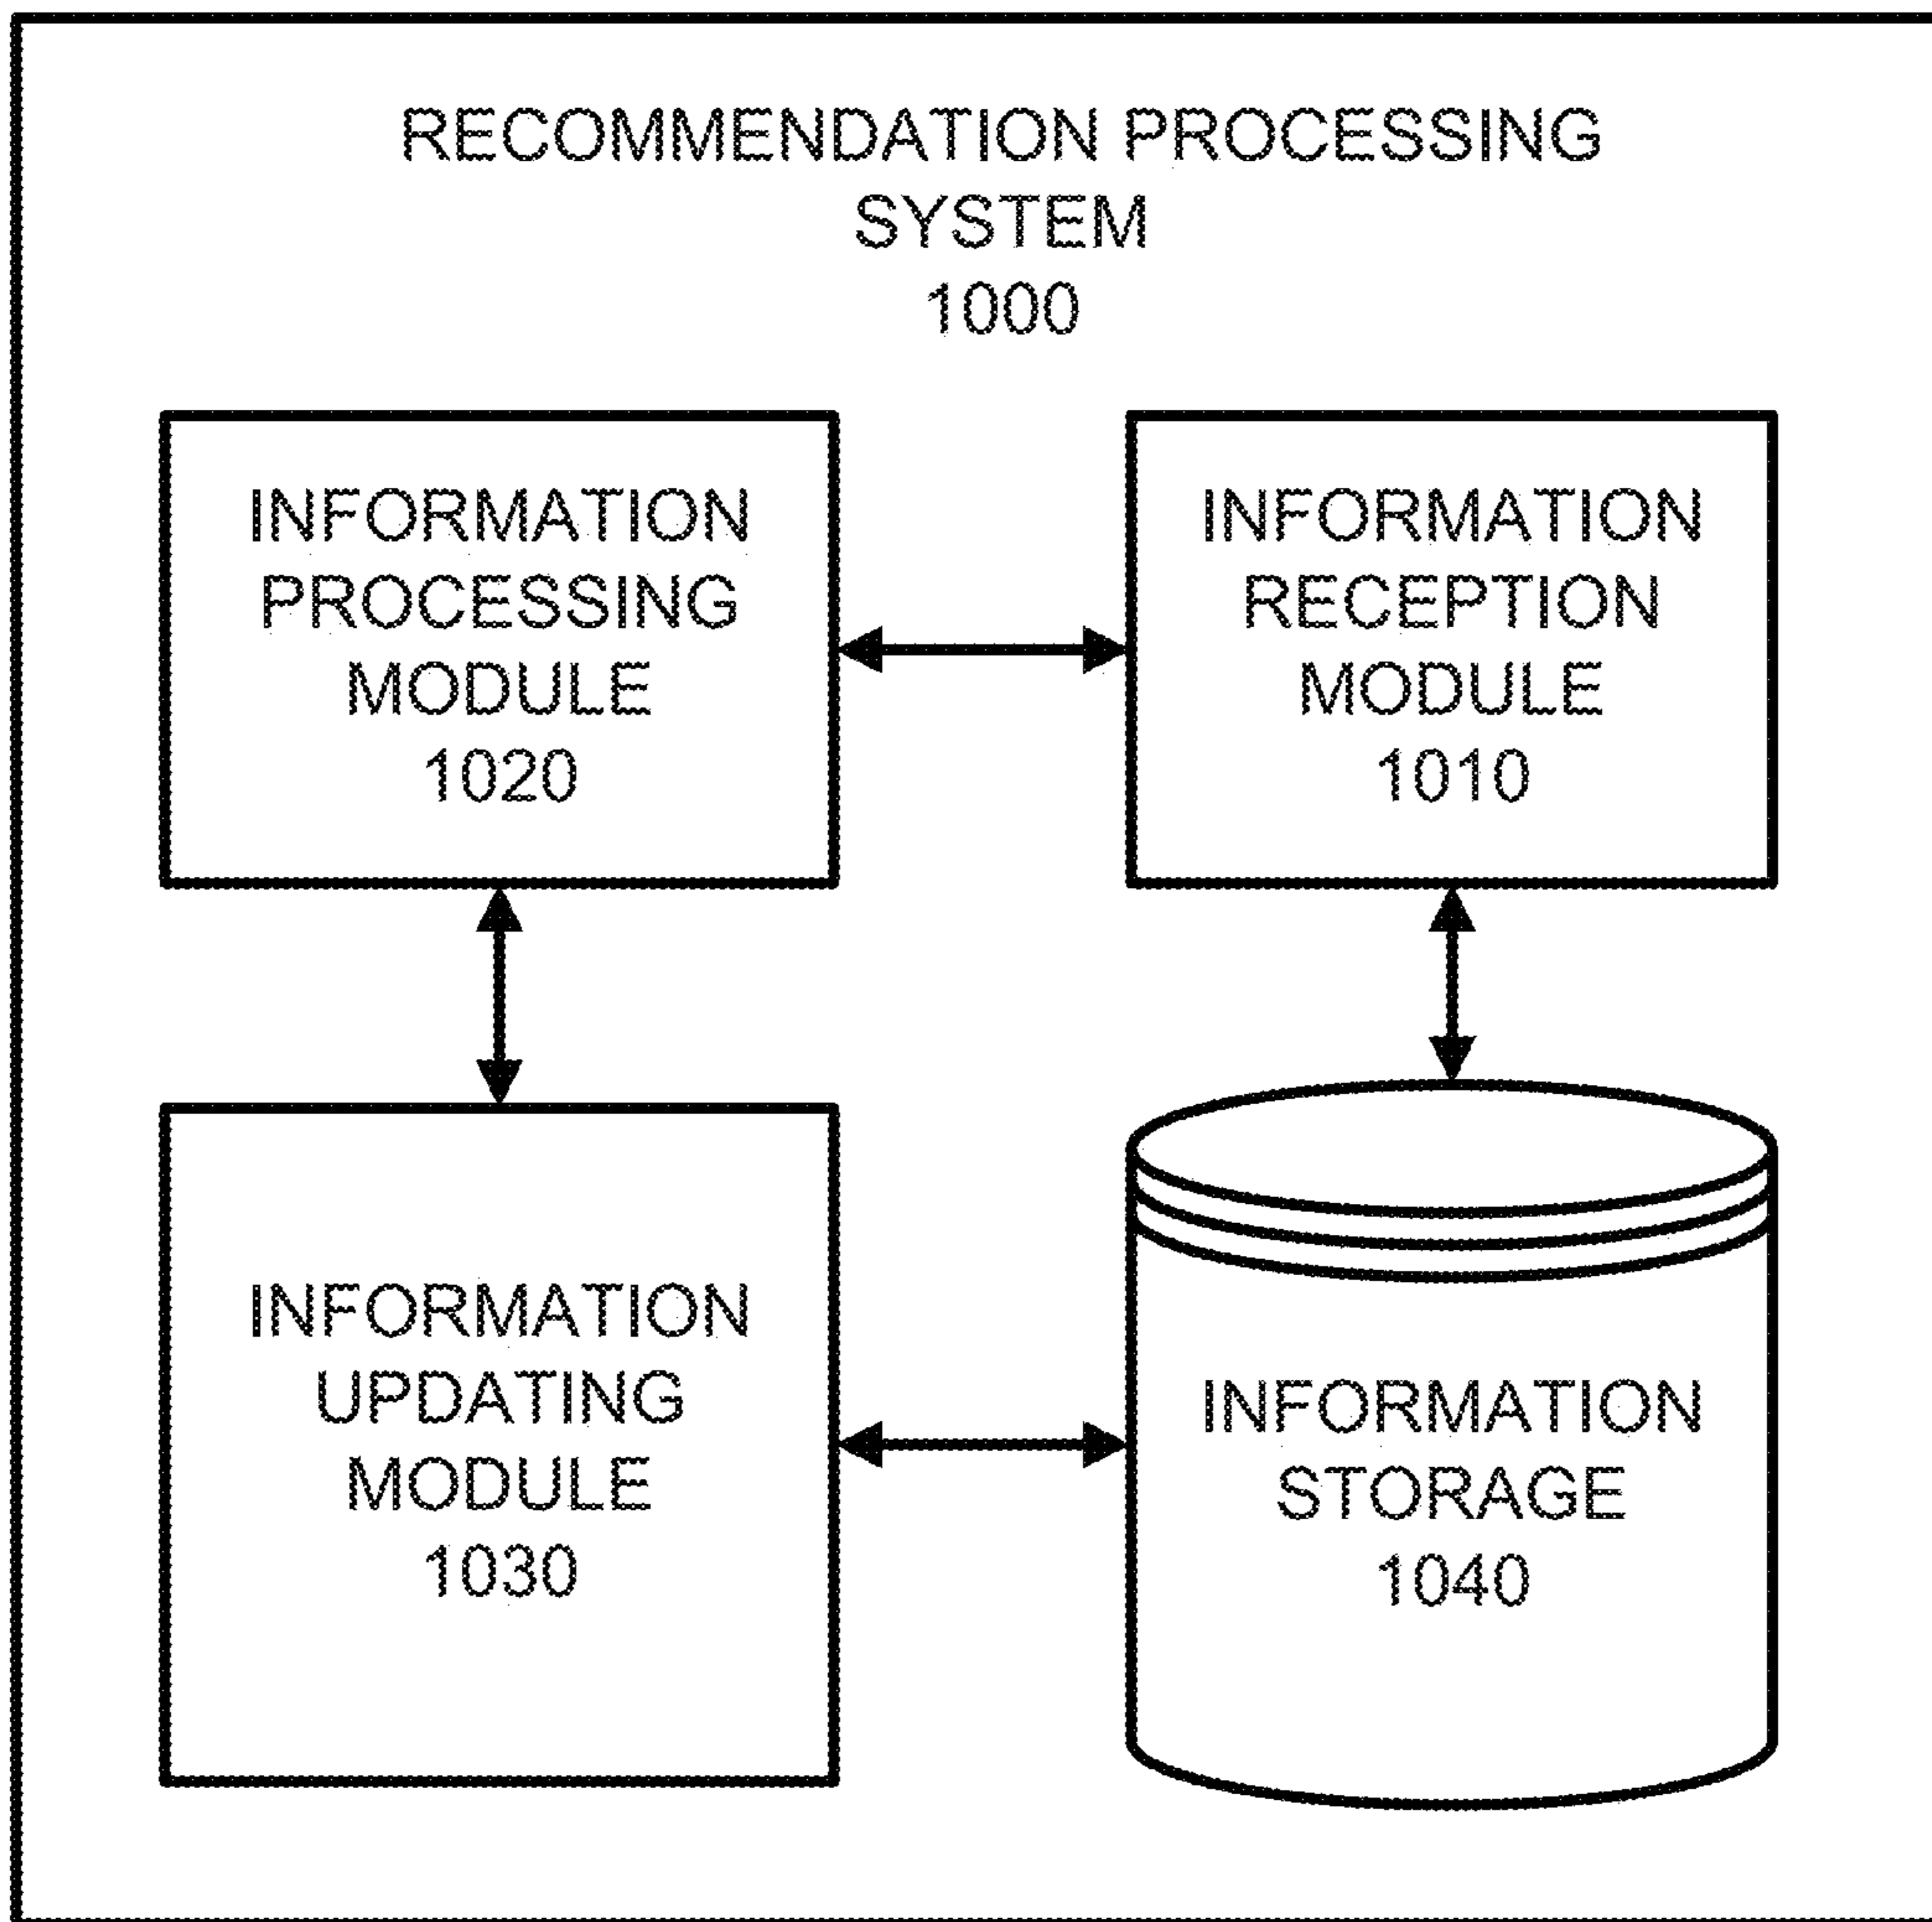 RECOMMENDATION PROCESSING
SYSTEM
1000
INFORMATION
PROCESSING
MODULE
1020
INFORMATION
RECEPTION
MODULE
1010
INFORMATION
UPDATING
MODULE
1030
INFORMATION
STORAGE
1040